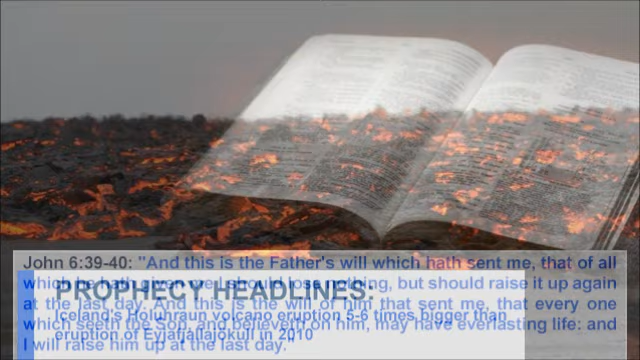 John 6:39-40: "And this is the Father's will which hath sent me, that of all
which he hath given me I should lose nothing, but should raise it up again
at the last day. And this is the will of him that sent me, that every one
which seeth the Son, and believeth on him, may have everlasting life: and
I will raise him up at the last day."
PROPHECY HEADLINES:
Iceland's Holuhraun volcano eruption 5-6 times bigger than
eruption of Eyjafjallajökull in 2010